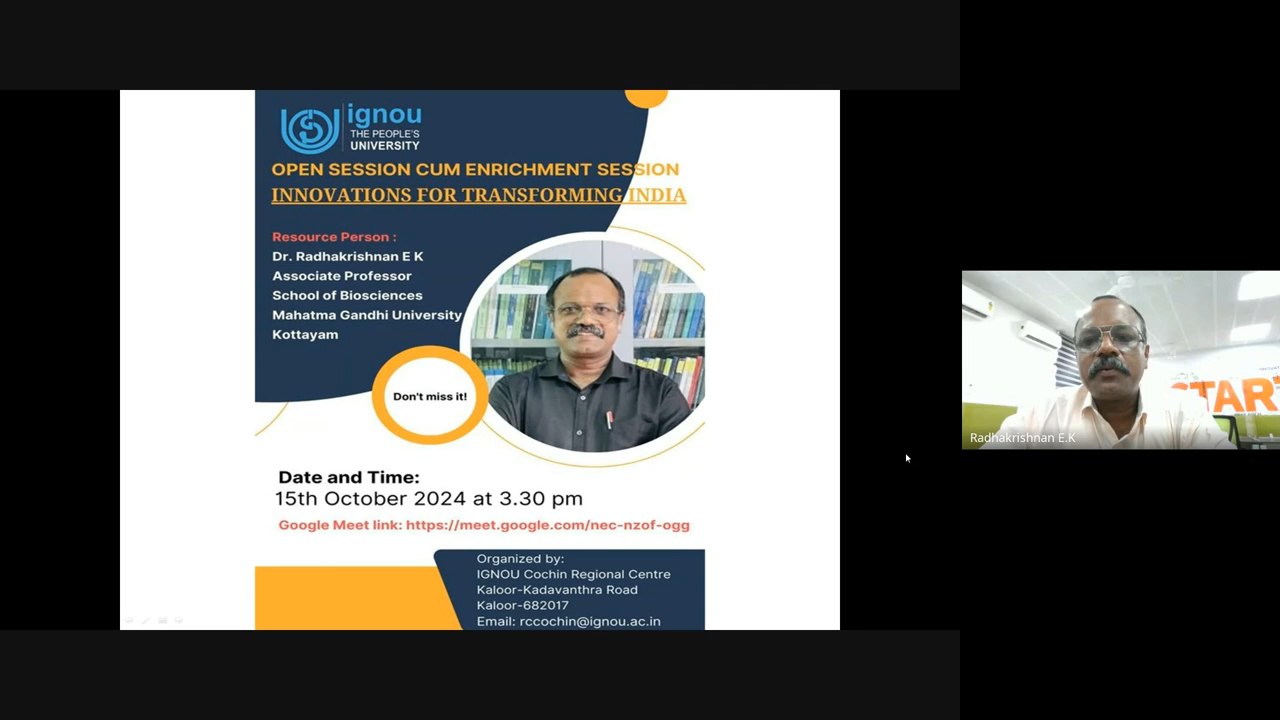 ignou
THE PEOPLE'S
UNIVERSITY
OPEN SESSION CUM ENRICHMENT SESSION
INNOVATIONS FOR TRANSFORMING INDIA
Resource Person :
Dr. Radhakrishnan E K
Associate Professor
School of Biosciences
Mahatma Gandhi University
Kottayam
Don't miss it!
Date and Time:
15th October 2024 at 3.30 pm
Google Meet link: https://meet.google.com/nec-nzof-ogg
Organized by:
IGNOU Cochin Regional Centre
Kaloor-Kadavanthra Road
Kaloor-682017
Email: rccochin@ignou.ac.in
TAR
Radhakrishnan E.K